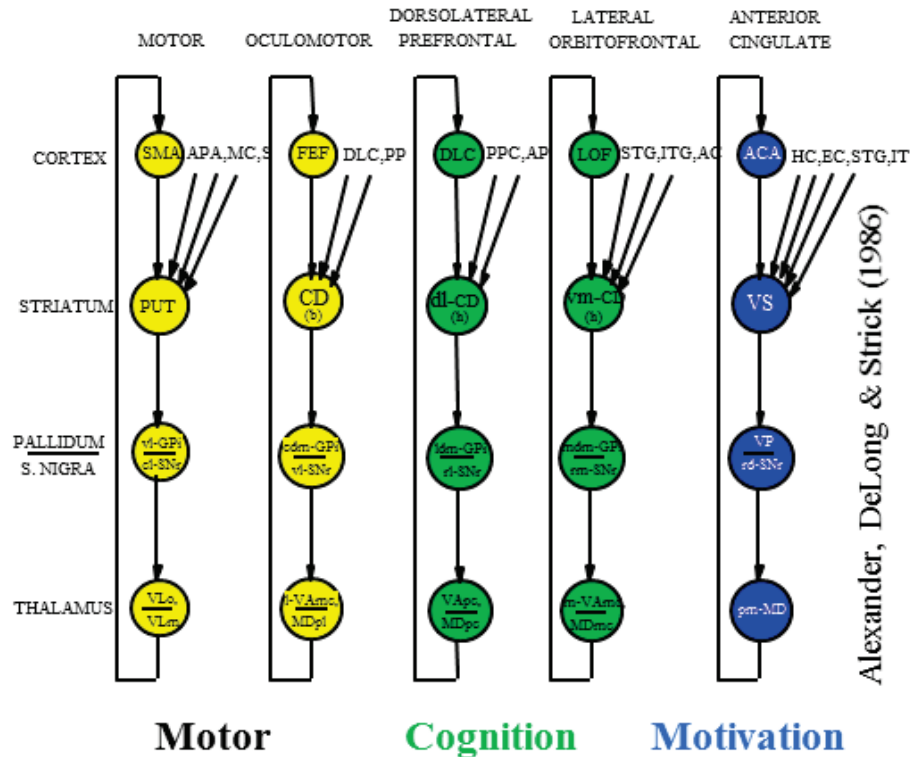 MOTOR
OCULOMOTOR
DORSOLATERAL
PREFRONTAL
LATERAL
ORBITOFRONTAL
ANTERIOR
CINGULATE
CORTEX
SMA
APA,MC,S
FEF
DLC,PP
DLC
PPC,AP
LOF
STG,ITG,AC
ACA
HC,EC,STG,IT
STRIATUM
PUT
CD
(b)
dl-CD
(h)
vm-CD
(h)
VS
PALLIDUM
S. NIGRA
vl-GPi
cl-SNr
cdm-GPi
vl-SNr
ldm-GPi
rl-SNr
mdm-GPi
rm-SNr
VP
rd-SNr
THALAMUS
VLo,
VLm
l-VAmc,
MDpl
VApc,
MDpc
m-VAmc,
MDmc
pm-MD
Alexander, DeLong & Strick (1986)
Motor
Cognition
Motivation